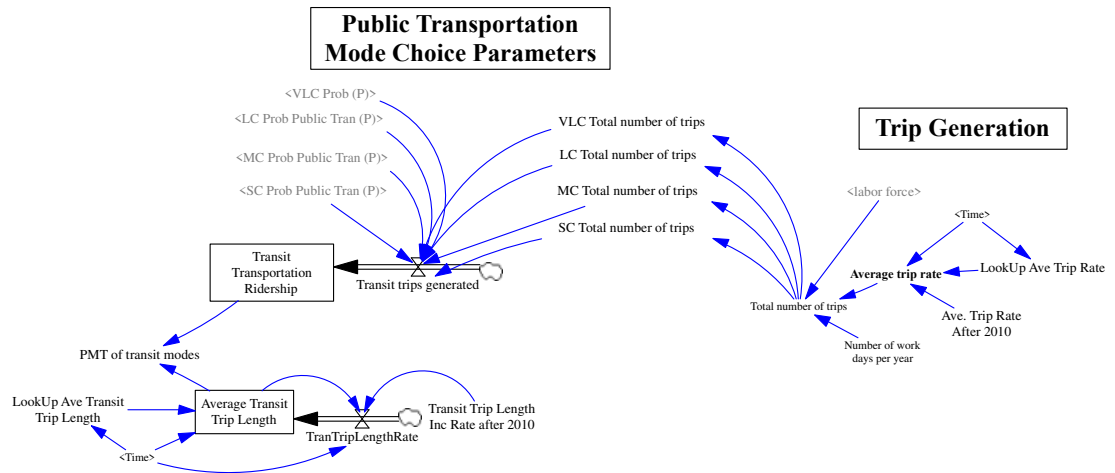 Public Transportation
Mode Choice Parameters
<VLC Prob (P)>
<LC Prob Public Tran (P)>
<MC Prob Public Tran (P)>
<SC Prob Public Tran (P)>
VLC Total number of trips
LC Total number of trips
MC Total number of trips
SC Total number of trips
Trip Generation
<labor force>
<Time>
Average trip rate
LookUp Ave Trip Rate
Total number of trips
Ave. Trip Rate
After 2010
Number of work
days per year
Transit
Transportation
Ridership
Transit trips generated
PMT of transit modes
LookUp Ave Transit
Trip Length
Average Transit
Trip Length
TranTripLengthRate
Transit Trip Length
Inc Rate after 2010
<Time>